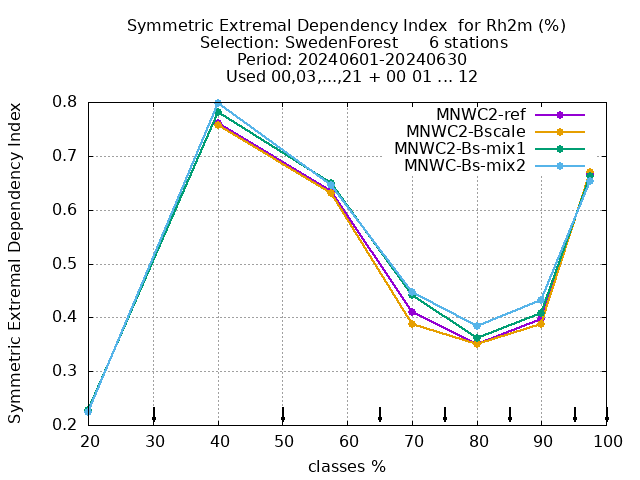 Symmetric Extremal Dependency Index  for Rh2m (%)
Selection: SwedenForest      6 stations
Period: 20240601-20240630
Used 00,03,...,21 + 00 01 ... 12
Symmetric Extremal Dependency Index
0.8
0.7
0.6
0.5
0.4
0.3
0.2
MNWC2-ref
MNWC2-Bscale
MNWC2-Bs-mix1
MNWC-Bs-mix2
20 30 40 50 60 70 80 90 100
classes %